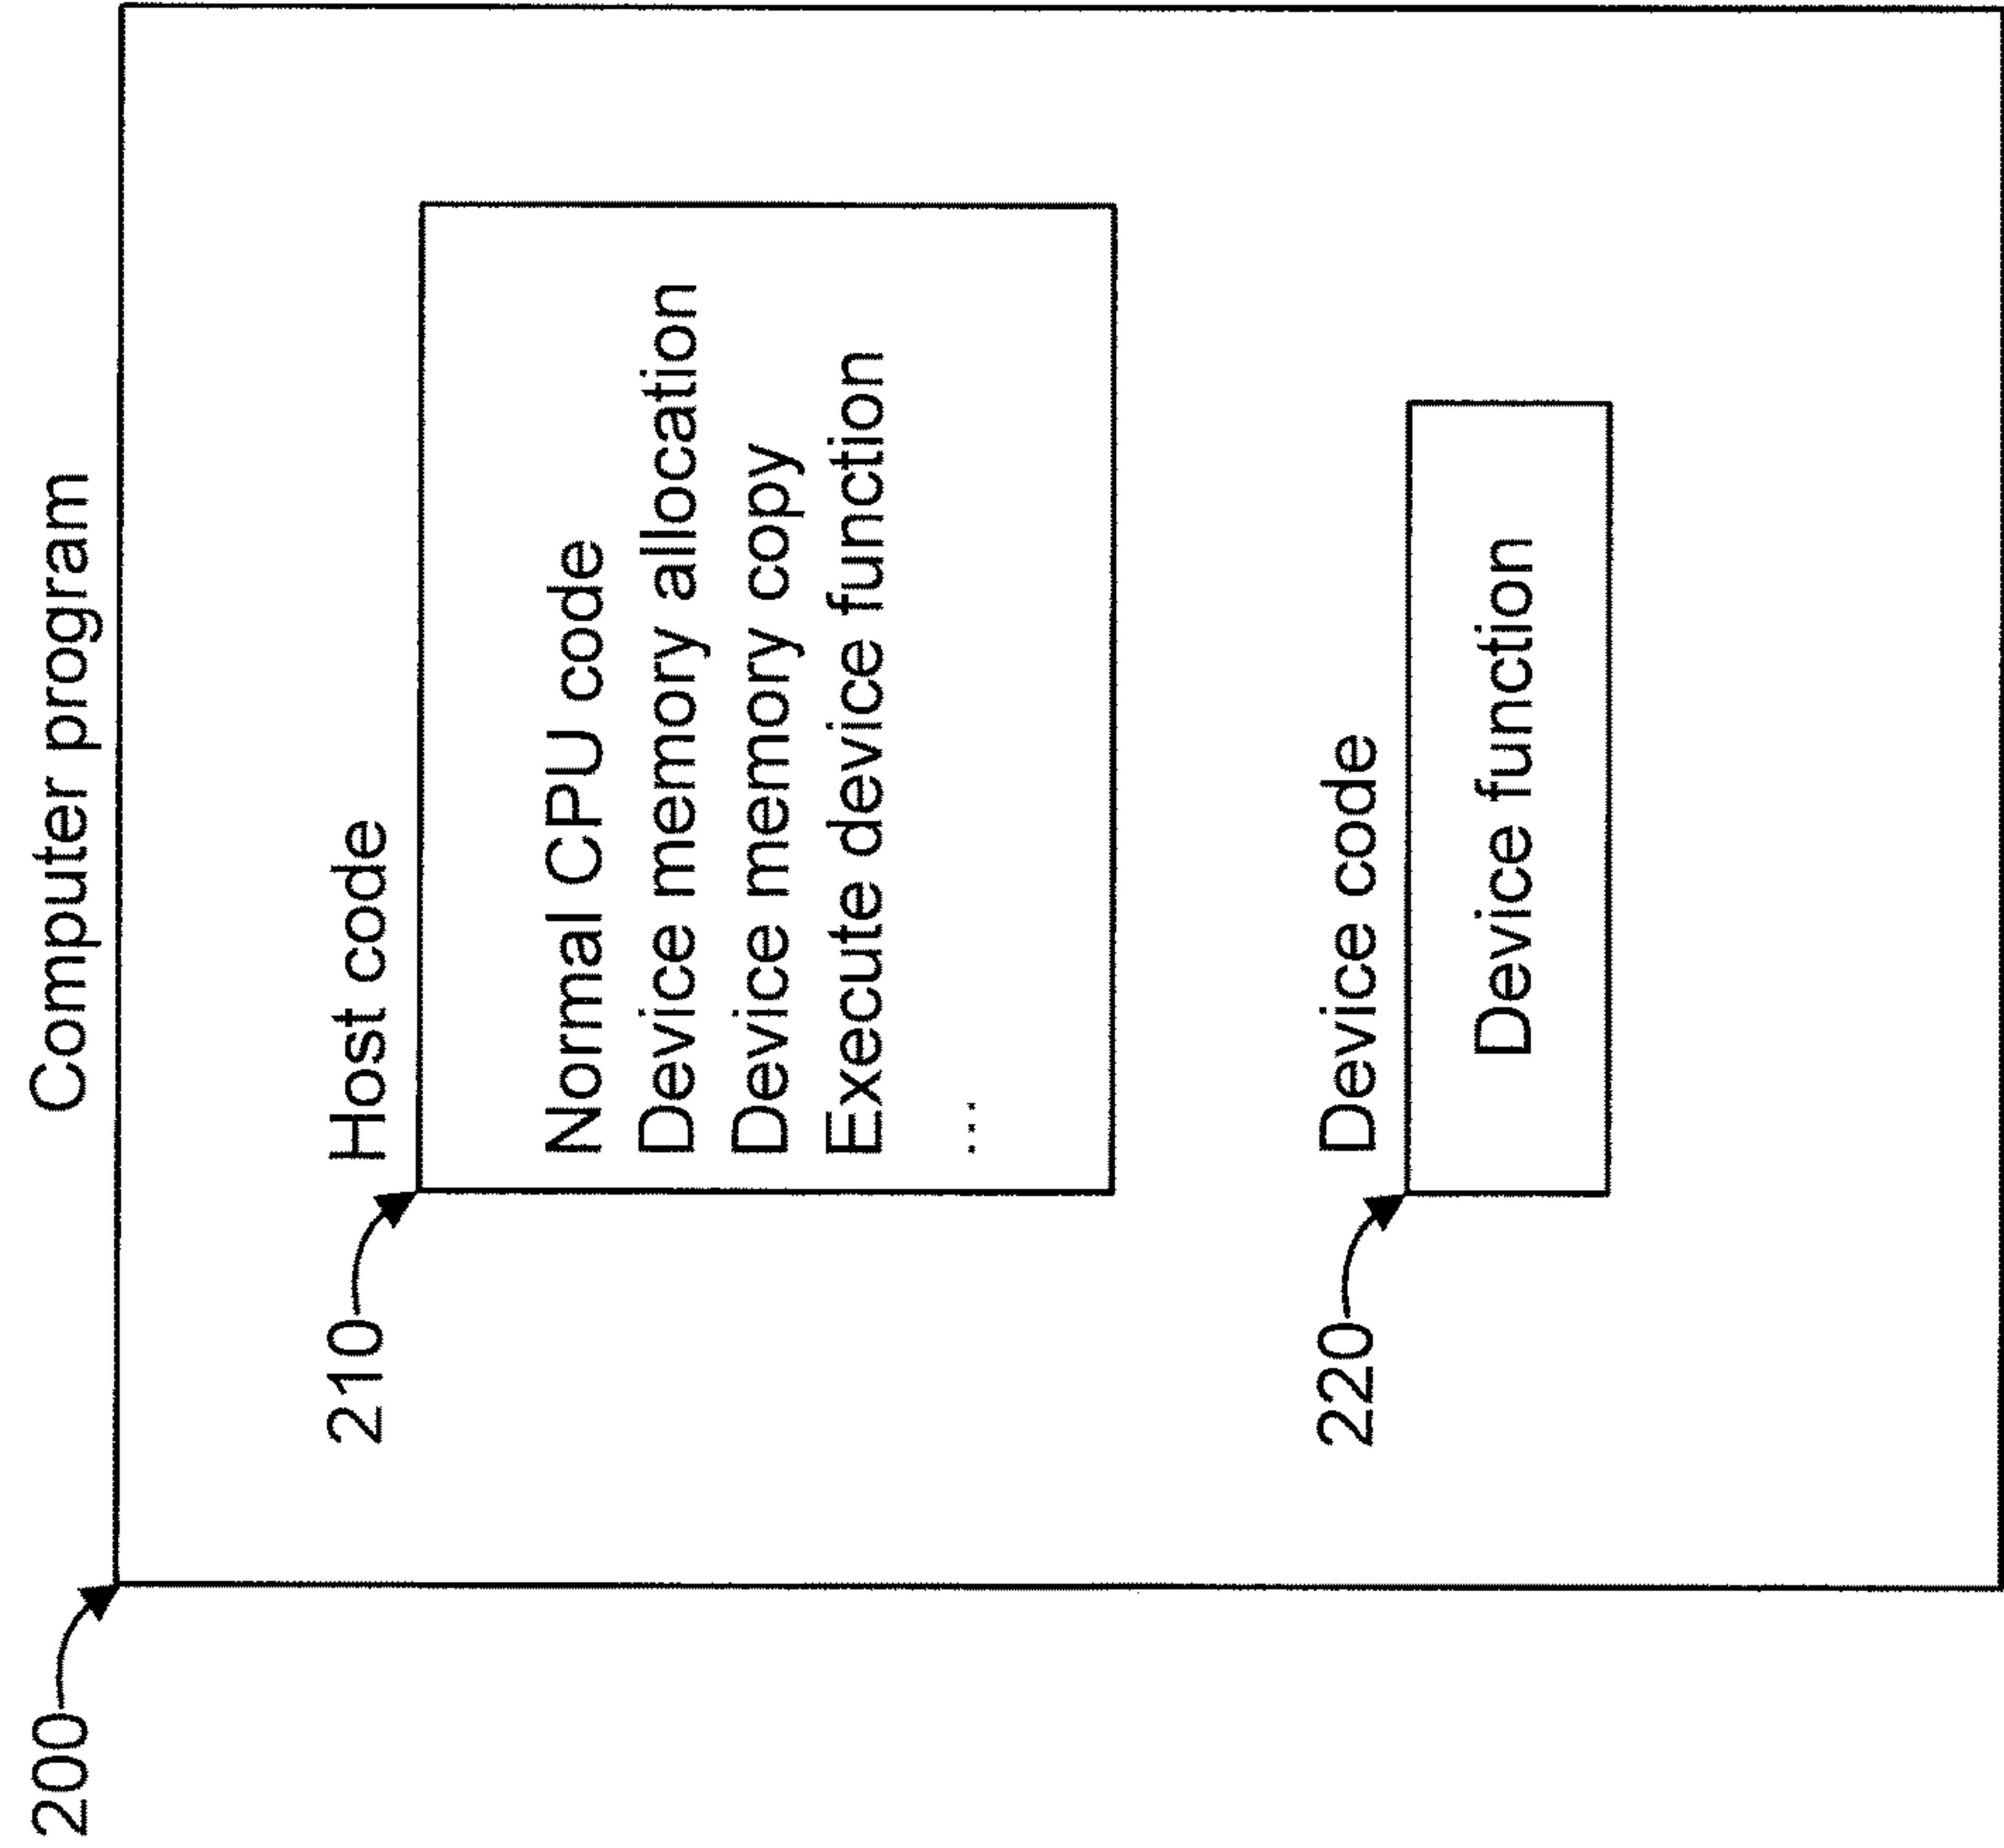 Computer program
200
Host code
210
Normal CPU code
Device memory allocation
Device memory copy
Execute device function
...
Device code
220
Device function